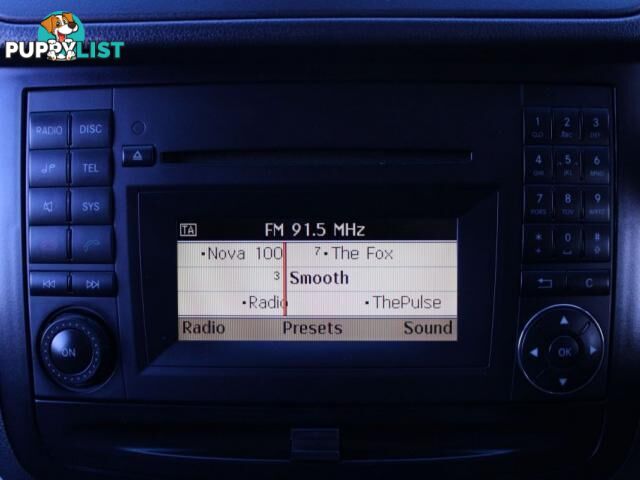 PUPPYLIST
RADIO DISC
TEL
SYS
ON
TA FM 91.5 MHz
•Nova 100 7•The Fox
3 Smooth
•Radio •ThePulse
Radio Presets Sound
1 2 ABC 3 DEF
4 GHI 5 JKL 6 MNO
7 PQRS 8 TUV 9 WXYZ
* 0 #
C
OK